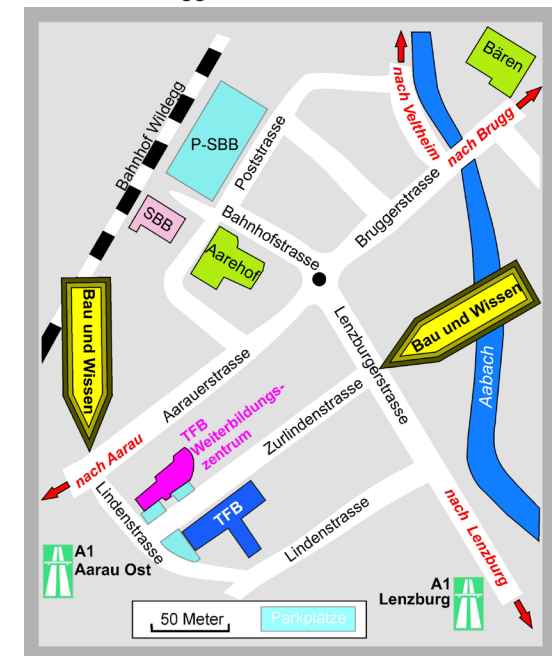 Bären
nach Veltheim
nach Brugg
Bahnhof Wildegg
P-SBB
Poststrasse
Bruggerstrasse
SBB
Bahnhofstrasse
Aarehof
Bau und Wissen
Bau und Wissen
Lenzburgerstrasse
Aabach
Aarauerstrasse
TFB
Weiterbildungs-
zentrum
Zurlindenstrasse
nach Aarau
TFB
Lindenstrasse
Lindenstrasse
nach Lenzburg
A1
Aarau Ost
A1
Lenzburg
50 Meter
Parkplätze